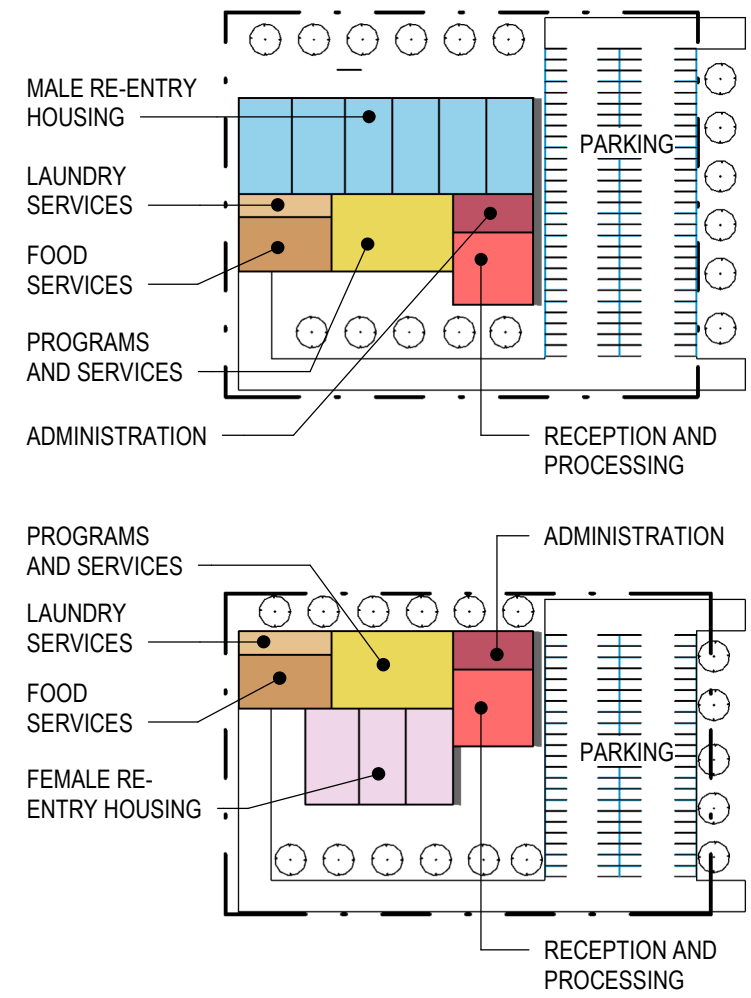 MALE RE-ENTRY
HOUSING
PARKING
LAUNDRY
SERVICES
FOOD
SERVICES
PROGRAMS
AND SERVICES
ADMINISTRATION
RECEPTION AND
PROCESSING
PROGRAMS
AND SERVICES
ADMINISTRATION
LAUNDRY
SERVICES
FOOD
SERVICES
PARKING
FEMALE RE-
ENTRY HOUSING
RECEPTION AND
PROCESSING